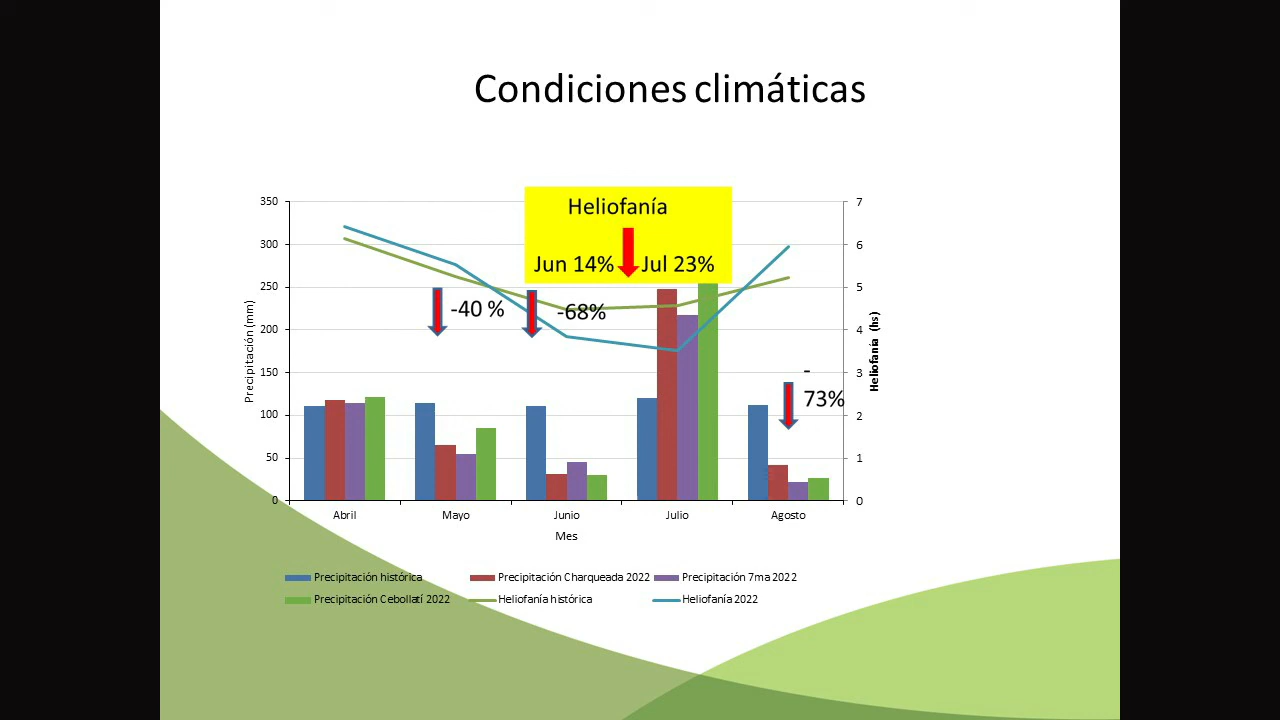 Condiciones climáticas
Heliofanía
Jun 14% Jul 23%
-40 %
-68%
-
73%
Precipitación (mm)
350
300
250
200
150
100
50
0
Heliofanía (hs)
7
6
5
4
3
2
1
0
Abril Mayo Junio Julio Agosto
Mes
Precipitación histórica Precipitación Charqueada 2022 Precipitación 7ma 2022
Precipitación Cebollatí 2022 Heliofanía histórica Heliofanía 2022